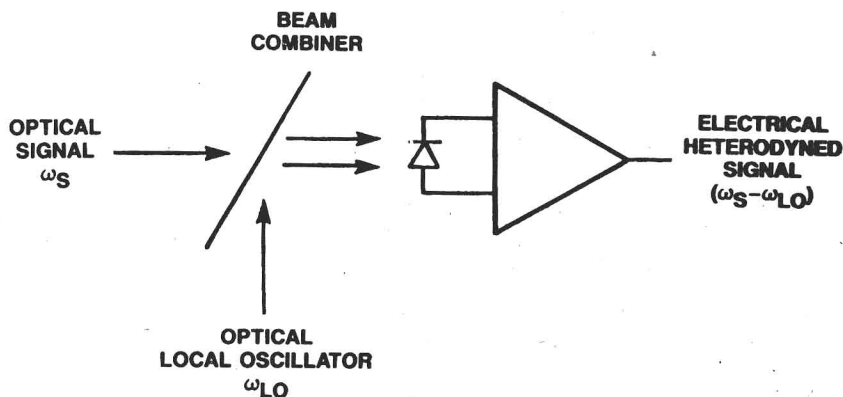 BEAM
COMBINER
OPTICAL
SIGNAL
ωS
ELECTRICAL
HETERODYNED
SIGNAL
(ωS–ωLO)
OPTICAL
LOCAL OSCILLATOR
ωLO